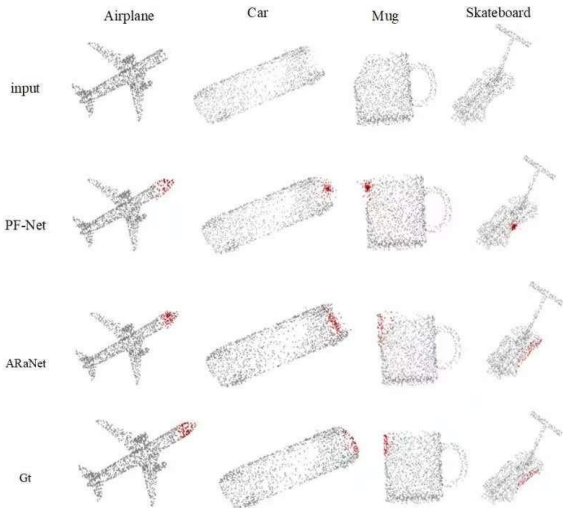 Airplane Car Mug Skateboard
input
PF-Net
ARaNet
Gt